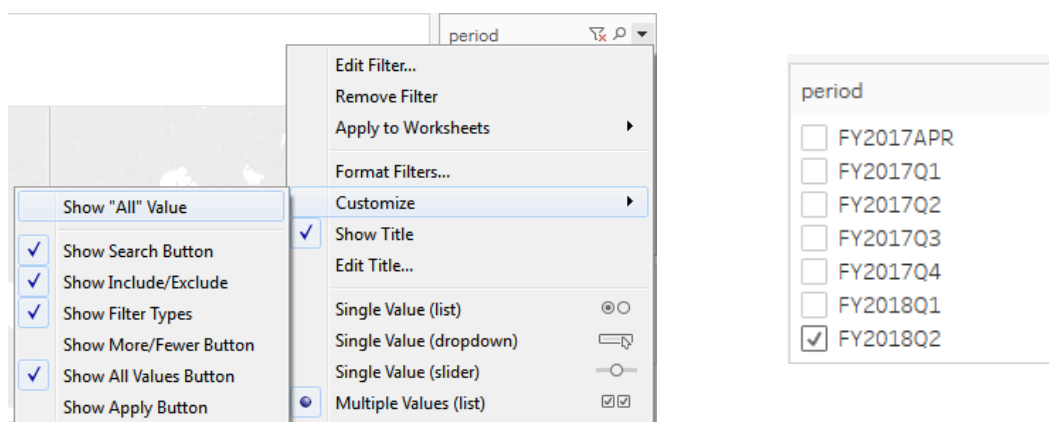 period
Edit Filter...
Remove Filter
Apply to Worksheets
Format Filters...
Customize
Show Title
Edit Title...
Single Value (list)
Single Value (dropdown)
Single Value (slider)
Multiple Values (list)
Show "All" Value
Show Search Button
Show Include/Exclude
Show Filter Types
Show More/Fewer Button
Show All Values Button
Show Apply Button
period
FY2017APR
FY2017Q1
FY2017Q2
FY2017Q3
FY2017Q4
FY2018Q1
FY2018Q2